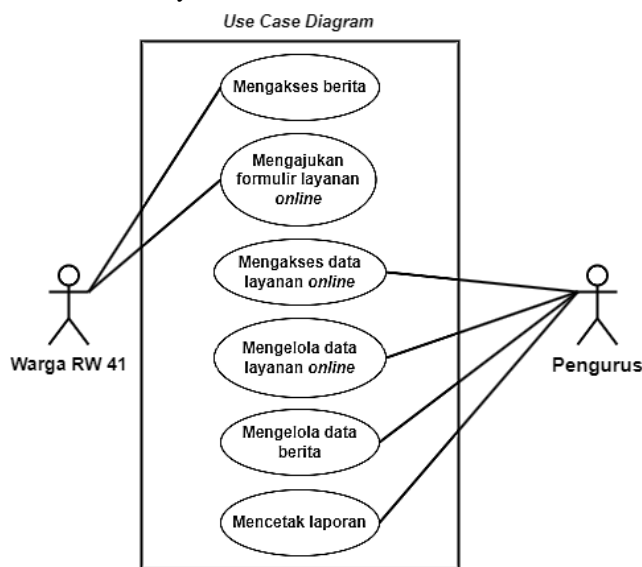 Use Case Diagram
Mengakses berita
Mengajukan
formulir layanan
online
Mengakses data
layanan online
Mengelola data
layanan online
Mengelola data
berita
Mencetak laporan
Warga RW 41
Pengurus